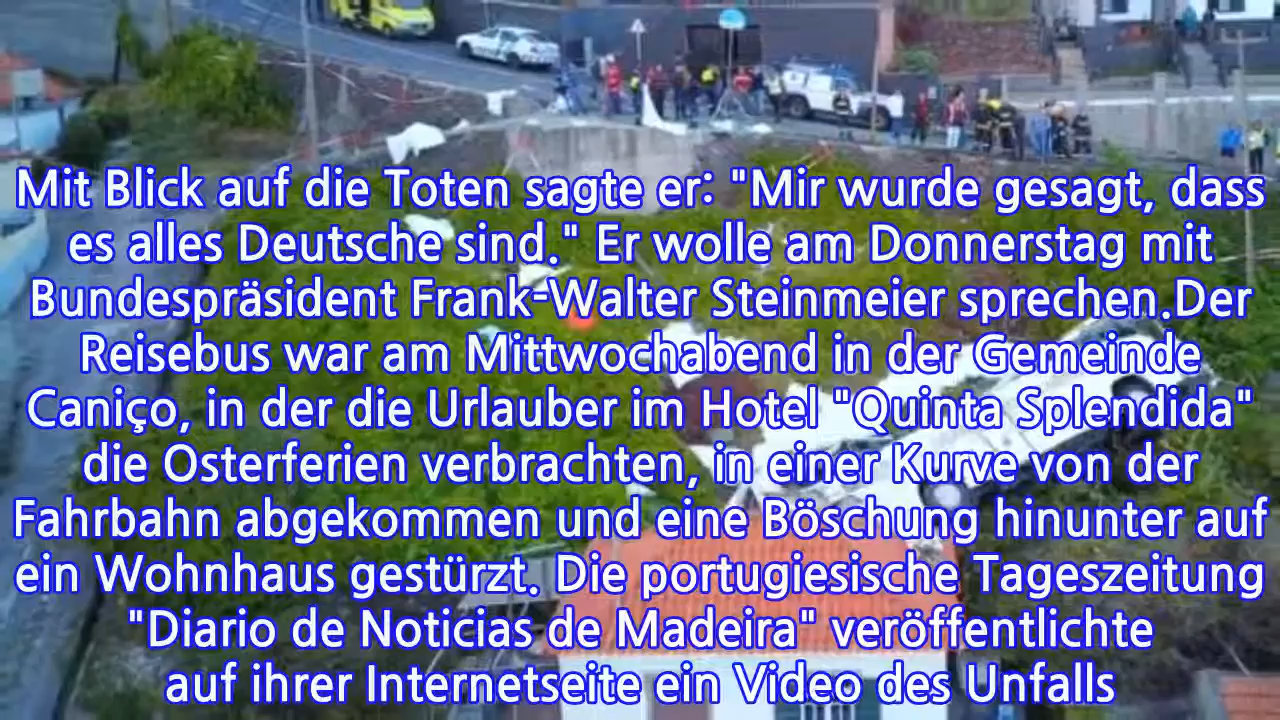 Mit Blick auf die Toten sagte er: "Mir wurde gesagt, dass
es alles Deutsche sind." Er wolle am Donnerstag mit
Bundespräsident Frank-Walter Steinmeier sprechen.Der
Reisebus war am Mittwochabend in der Gemeinde
Caniço, in der die Urlauber im Hotel "Quinta Splendida"
die Osterferien verbrachten, in einer Kurve von der
Fahrbahn abgekommen und eine Böschung hinunter auf
ein Wohnhaus gestürzt. Die portugiesische Tageszeitung
"Diario de Noticias de Madeira" veröffentlichte
auf ihrer Internetseite ein Video des Unfalls